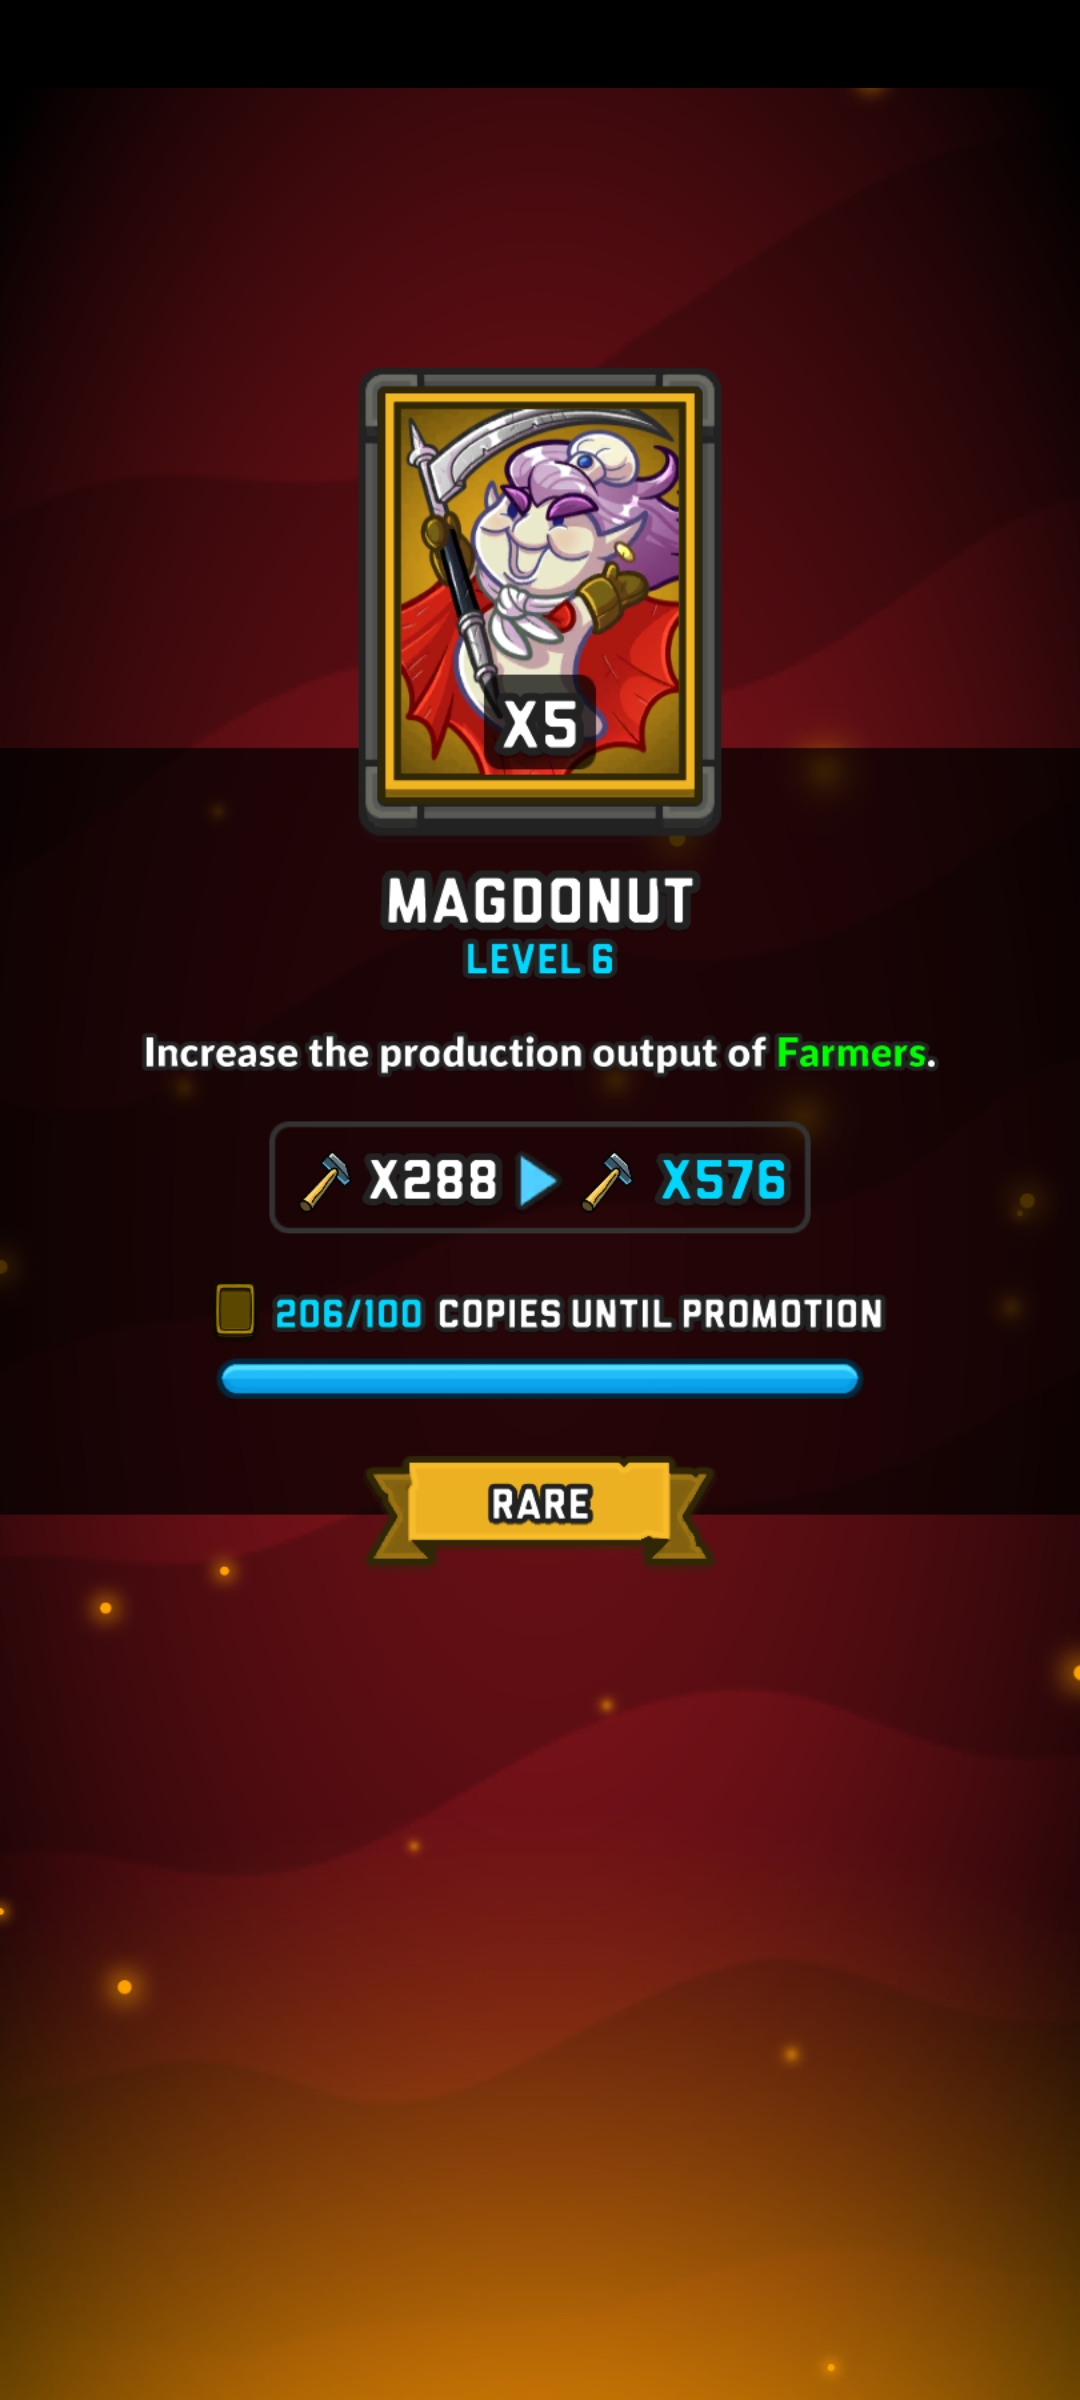 X5
MAGDONUT
LEVEL 6
Increase the production output of Farmers.
X288 X576
206/100 COPIES UNTIL PROMOTION
RARE